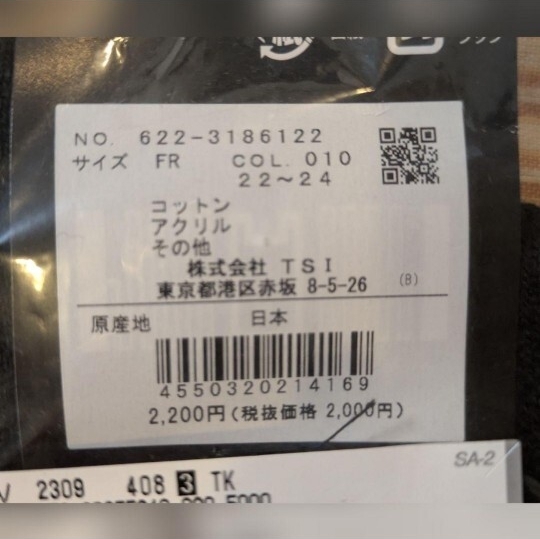 NO. 622-3186122
サイズ FR COL. 010
22～24
コットン
アクリル
その他
株式会社 TSI
東京都港区赤坂 8-5-26 (B)
原産地 日本
4550320214169
2,200円(税抜価格 2,000円)
SA-2
2309 408 3 TK